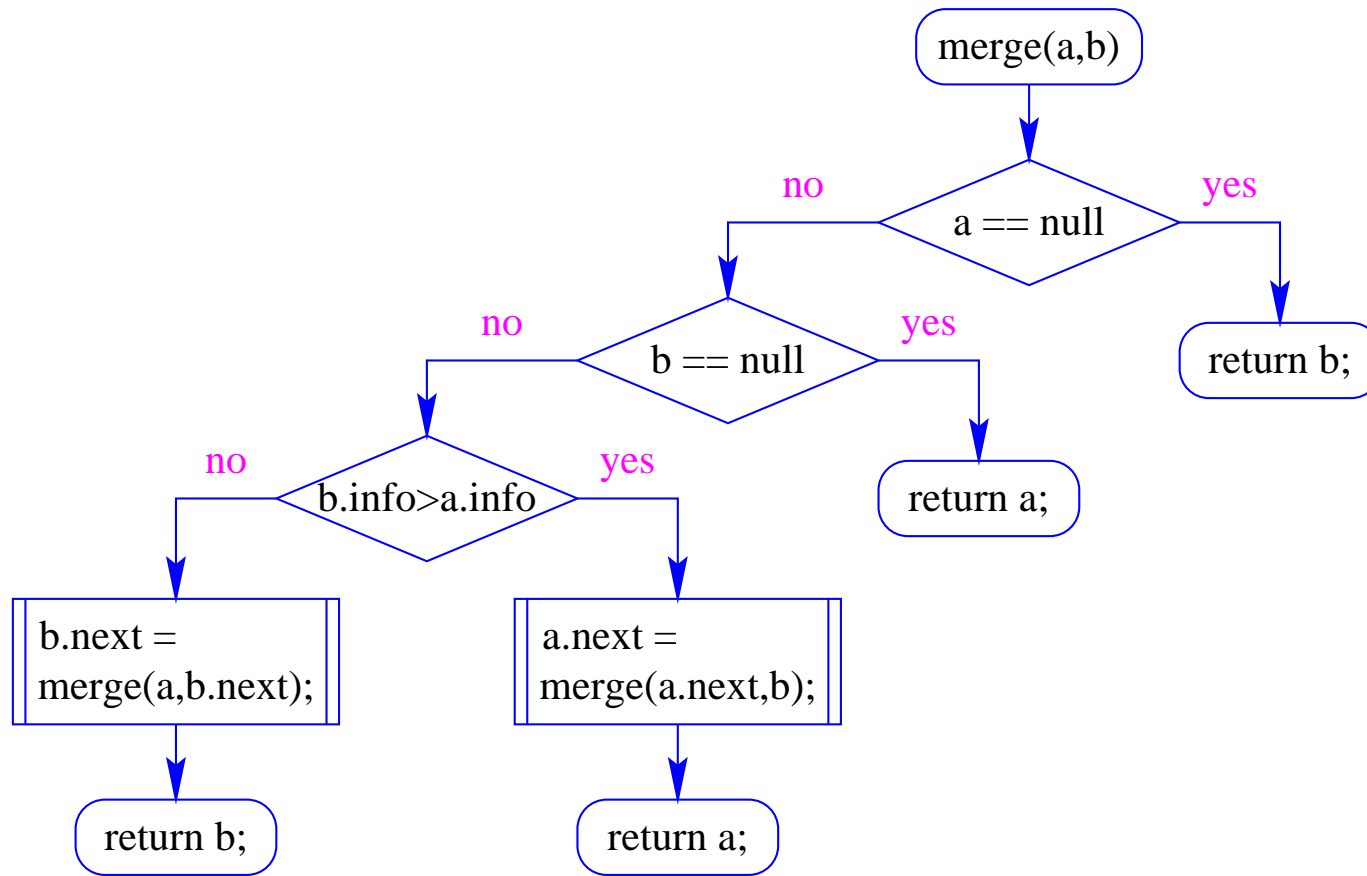 merge(a,b)
no
yes
a == null
no
yes
b == null
return b;
no
yes
b.info>a.info
return a;
b.next =
merge(a,b.next);
a.next =
merge(a.next,b);
return b;
return a;